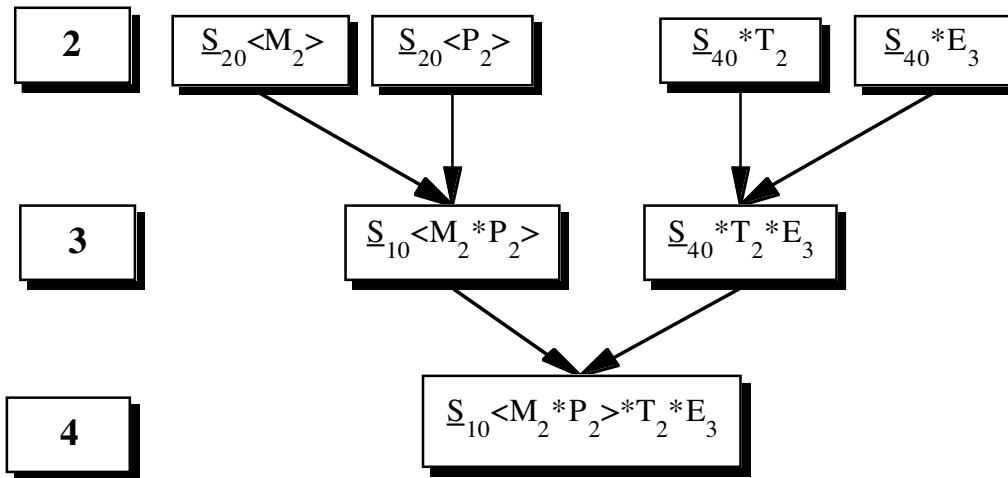 2 S₂₀<M₂> S₂₀<P₂> S₄₀*T₂ S₄₀*E₃
3 S₁₀<M₂*P₂> S₄₀*T₂*E₃
4 S₁₀<M₂*P₂>*T₂*E₃